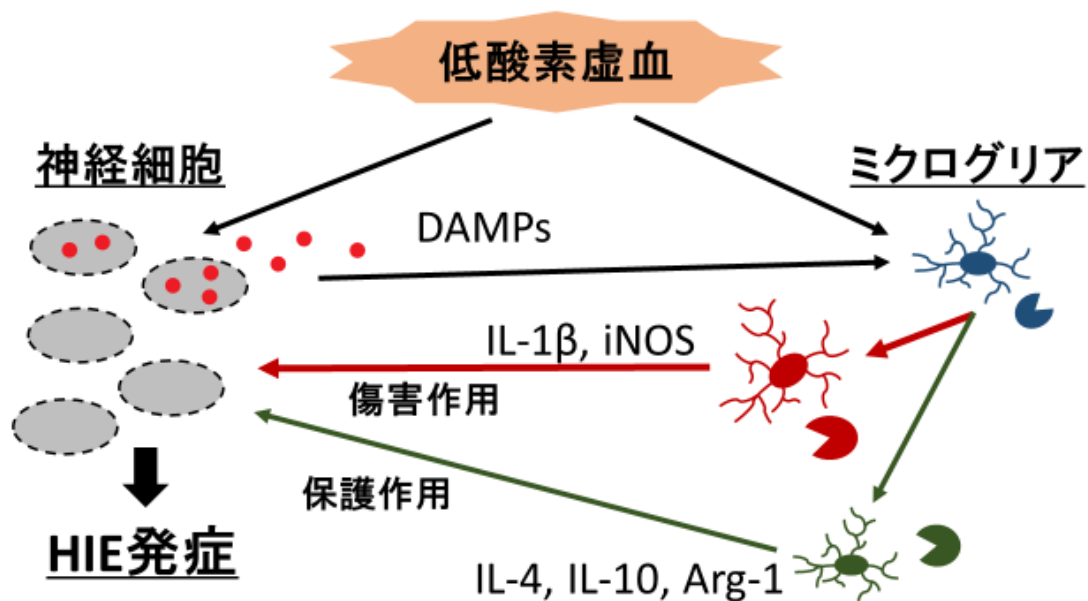 低酸素虚血
神経細胞
ミクログリア
DAMPs
IL-1β, iNOS
傷害作用
保護作用
HIE発症
IL-4, IL-10, Arg-1